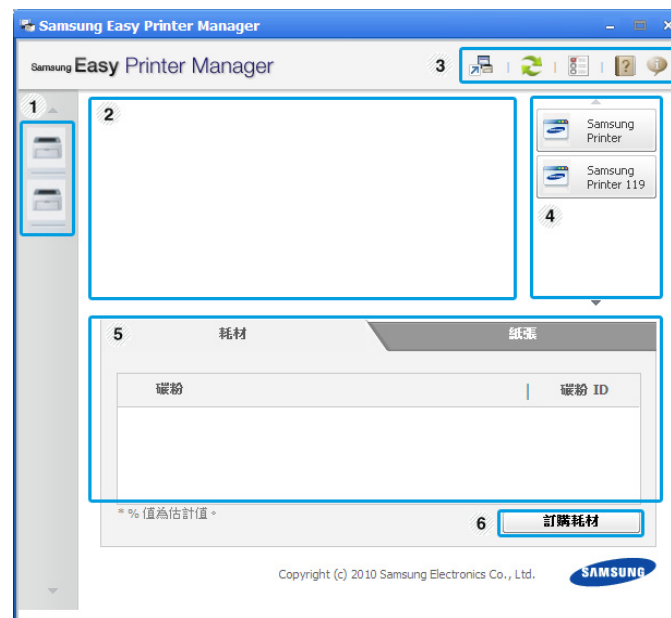 Samsung Easy Printer Manager
Samsung Easy Printer Manager
3
1
2
Samsung
Printer
Samsung
Printer 119
4
5
耗材
紙張
碳粉
碳粉 ID
* % 值為估計值。
6
訂購耗材
Copyright (c) 2010 Samsung Electronics Co., Ltd.
SAMSUNG